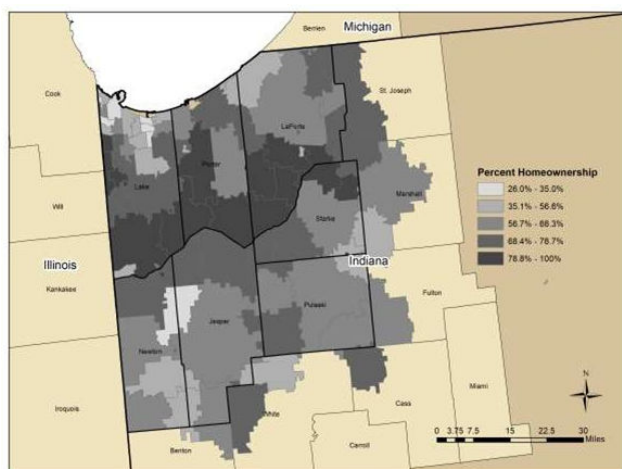 Michigan
Berrien
Cook
St. Joseph
LaPorte
Porter
Lake
Will
Marshall
Starke
Illinois
Indiana
Kankakee
Fulton
Pulaski
Jasper
Newton
Miami
Cass
Iroquois
White
Carroll
Benton
Percent Homeownership
26.0% - 35.0%
35.1% - 56.6%
56.7% - 68.3%
68.4% - 78.7%
78.8% - 100%
N
0 3.75 7.5 15 22.5 30
Miles